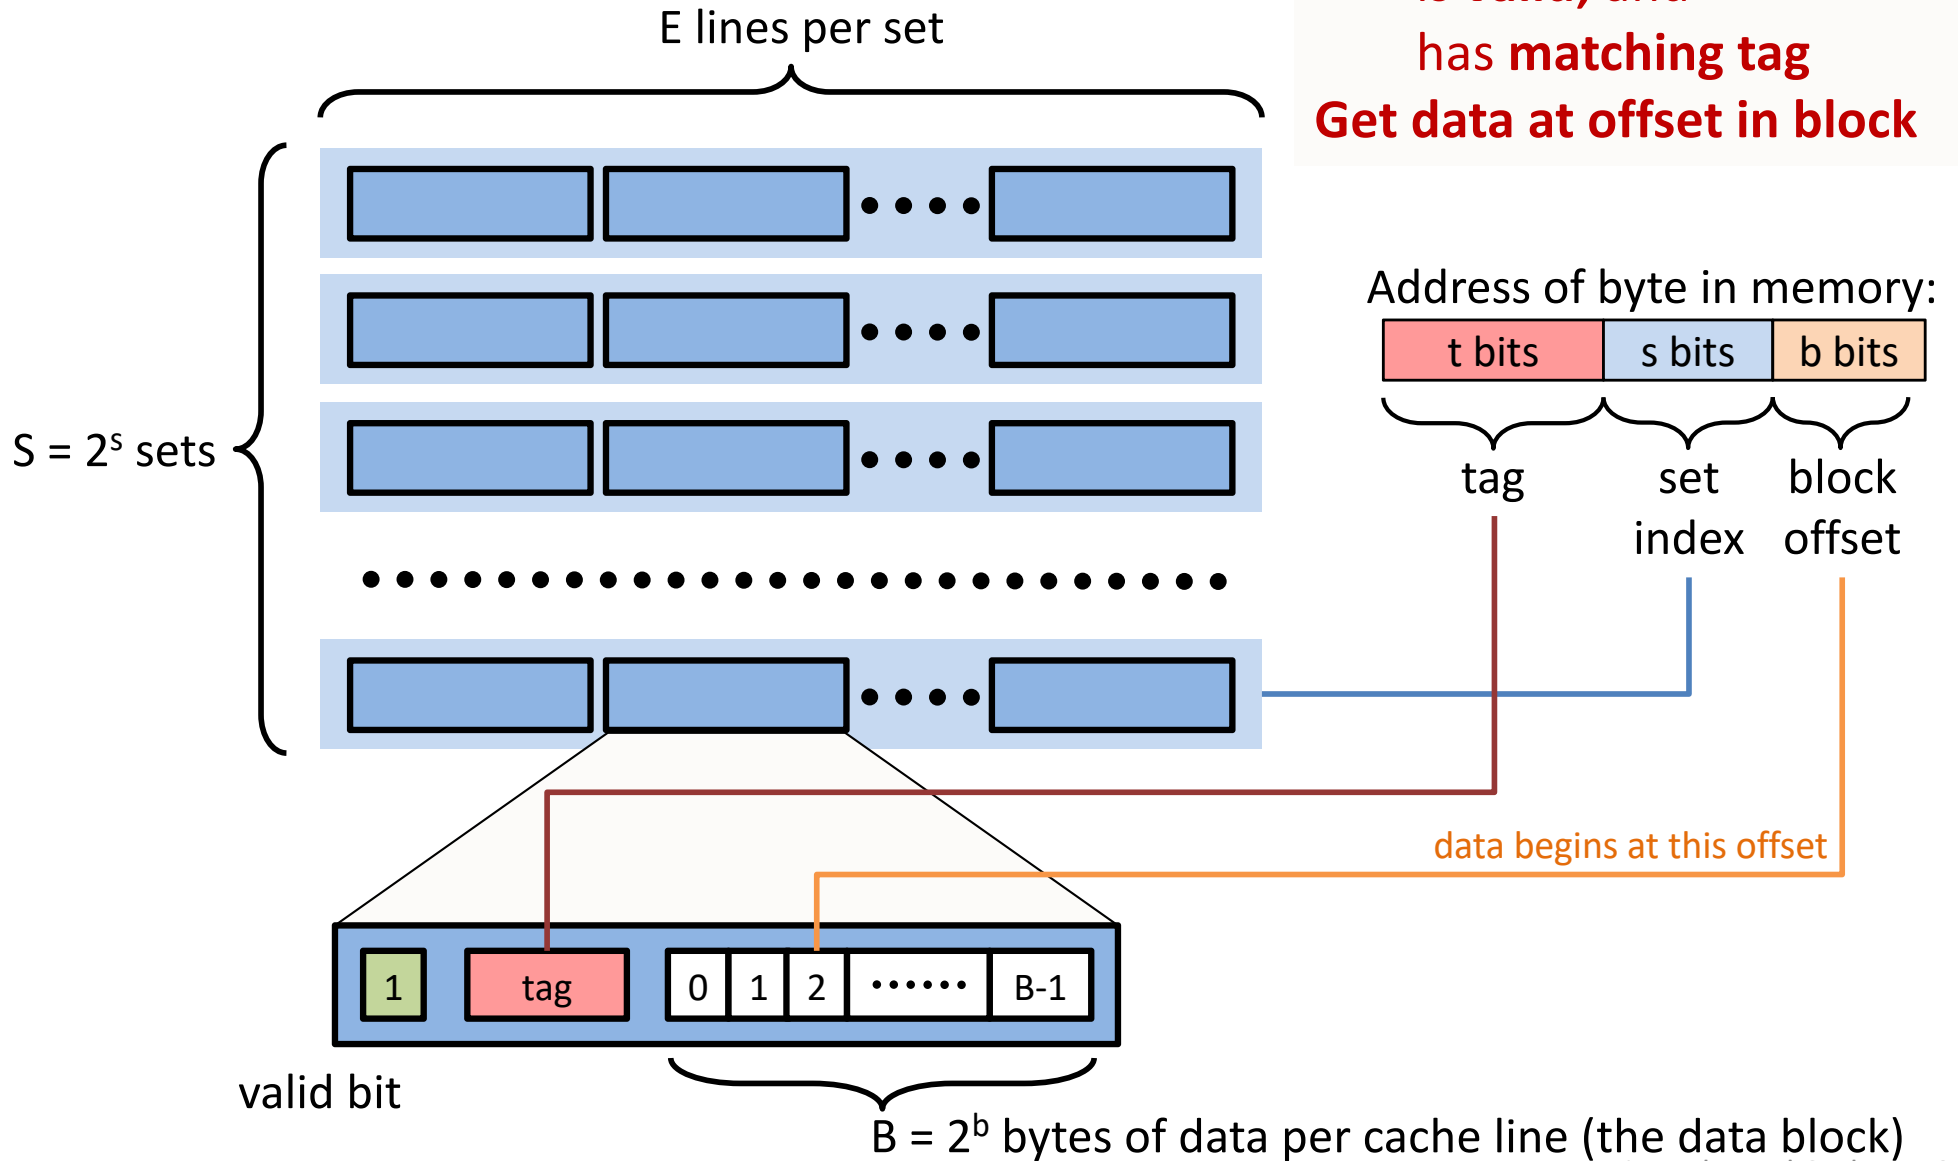 E lines per set
has matching tag
Get data at offset in block
Address of byte in memory:
t bits s bits b bits
S = 2ˢ sets
tag set block
index offset
data begins at this offset
1 tag 0 1 2 •••••• B-1
valid bit
B = 2ᵇ bytes of data per cache line (the data block)